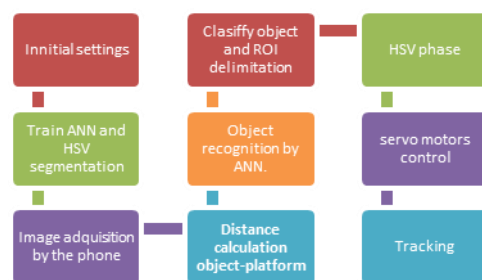 Innitial settings
Train ANN and
HSV
segmentation
Image adquisition
by the phone
Distance
calculation
object-platform
Object
recognition by
ANN.
Clasiffy object
and ROI
delimitation
HSV phase
servo motors
control
Tracking